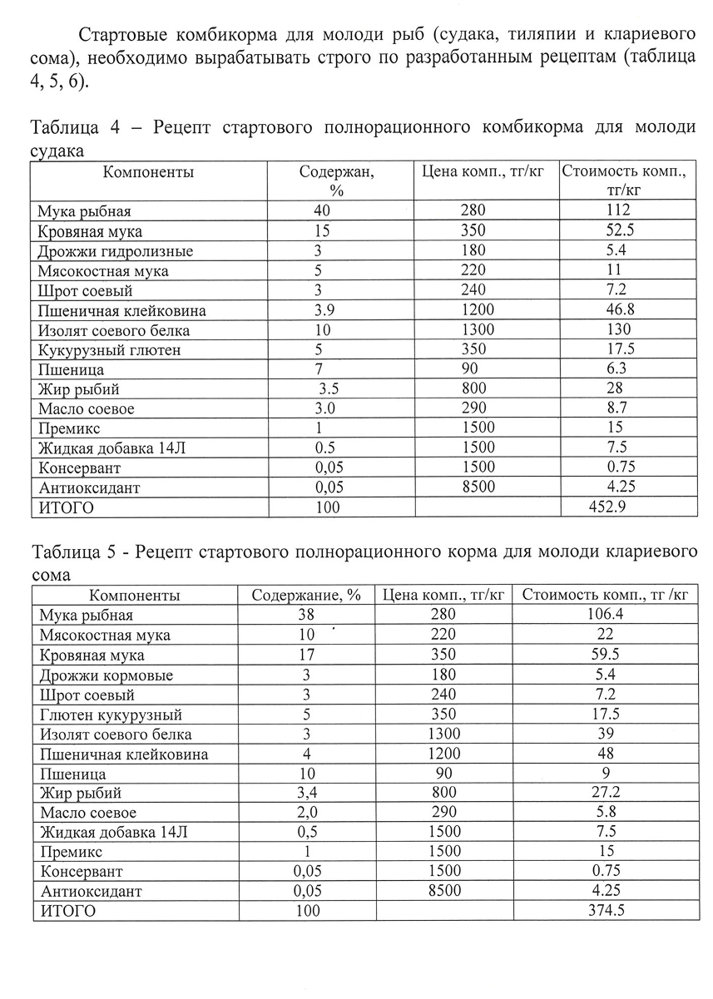 Стартовые комбикорма для молоди рыб (судака, тиляпии и клариевого
сома), необходимо вырабатывать строго по разработанным рецептам (таблица
4, 5, 6).
Таблица 4 – Рецепт стартового полнорационного комбикорма для молоди
судака
Компоненты Содержан, % Цена комп., тг/кг Стоимость комп., тг/кг
Мука рыбная 40 280 112
Кровяная мука 15 350 52.5
Дрожжи гидролизные 3 180 5.4
Мясокостная мука 5 220 11
Шрот соевый 3 240 7.2
Пшеничная клейковина 3.9 1200 46.8
Изолят соевого белка 10 1300 130
Кукурузный глютен 5 350 17.5
Пшеница 7 90 6.3
Жир рыбий 3.5 800 28
Масло соевое 3.0 290 8.7
Премикс 1 1500 15
Жидкая добавка 14Л 0.5 1500 7.5
Консервант 0,05 1500 0.75
Антиоксидант 0,05 8500 4.25
ИТОГО 100 452.9
Таблица 5 - Рецепт стартового полнорационного корма для молоди клариевого
сома
Компоненты Содержание, % Цена комп., тг/кг Стоимость комп., тг /кг
Мука рыбная 38 280 106.4
Мясокостная мука 10 220 22
Кровяная мука 17 350 59.5
Дрожжи кормовые 3 180 5.4
Шрот соевый 3 240 7.2
Глютен кукурузный 5 350 17.5
Изолят соевого белка 3 1300 39
Пшеничная клейковина 4 1200 48
Пшеница 10 90 9
Жир рыбий 3,4 800 27.2
Масло соевое 2,0 290 5.8
Жидкая добавка 14Л 0,5 1500 7.5
Премикс 1 1500 15
Консервант 0,05 1500 0.75
Антиоксидант 0,05 8500 4.25
ИТОГО 100 374.5